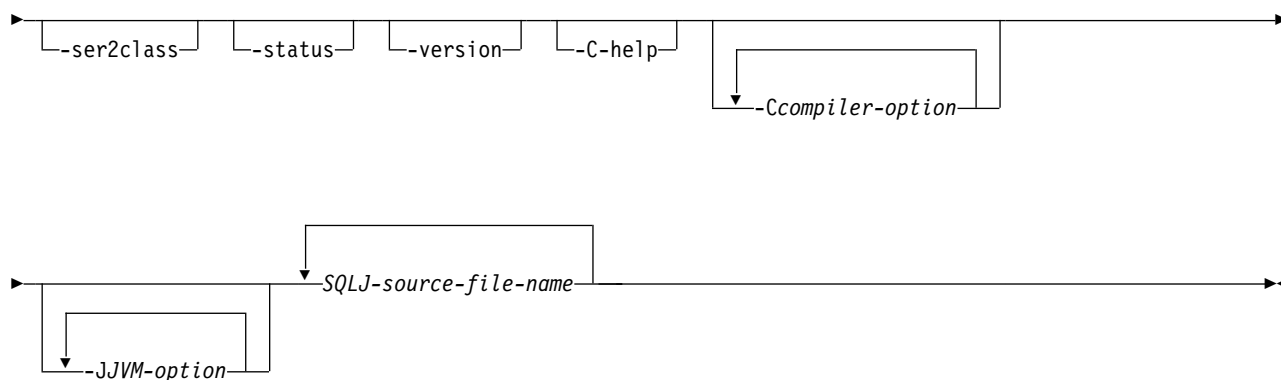 -ser2class -status -version -C-help
-Ccompiler-option
SQLJ-source-file-name
-JJVM-option